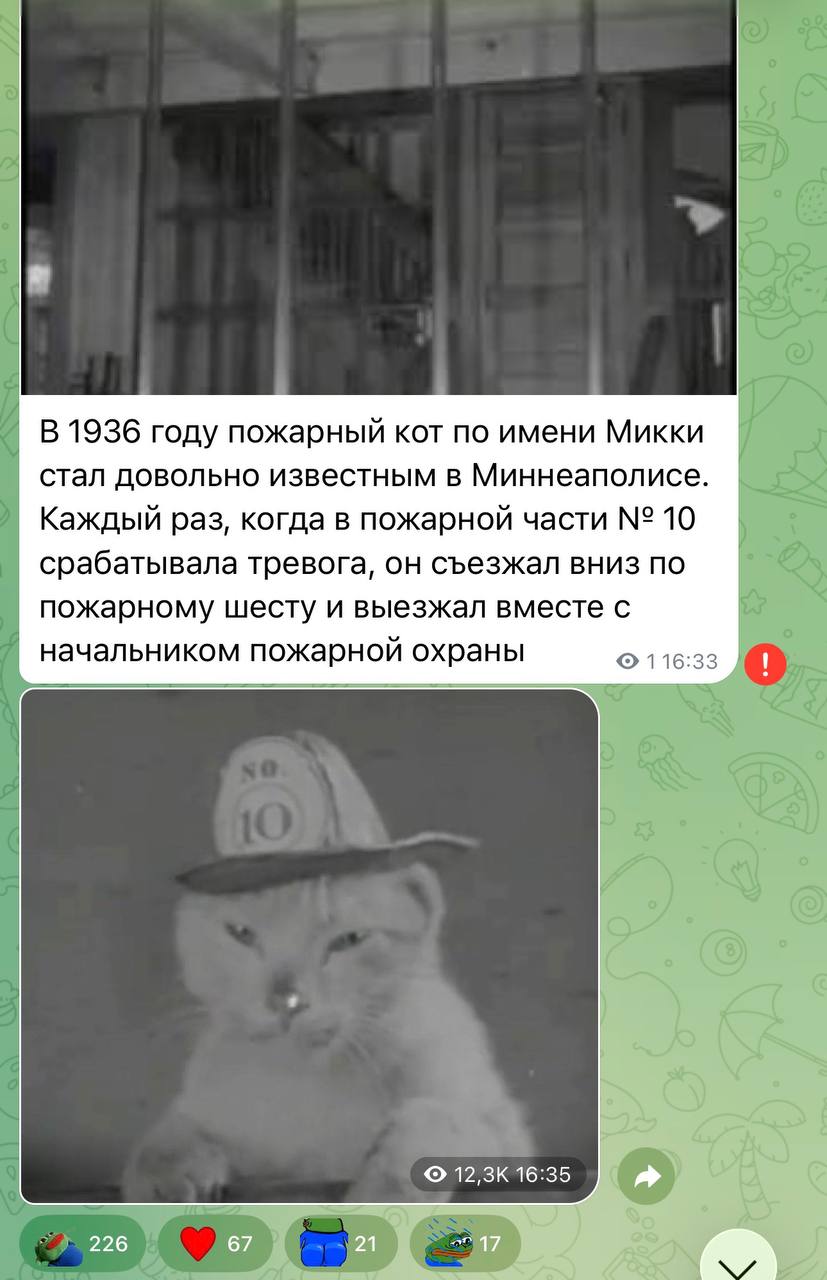 В 1936 году пожарный кот по имени Микки
стал довольно известным в Миннеаполисе.
Каждый раз, когда в пожарной части № 10
срабатывала тревога, он съезжал вниз по
пожарному шесту и выезжал вместе с
начальником пожарной охраны
1 16:33
!
NO.
10
12,3K 16:35
226 67 21 17